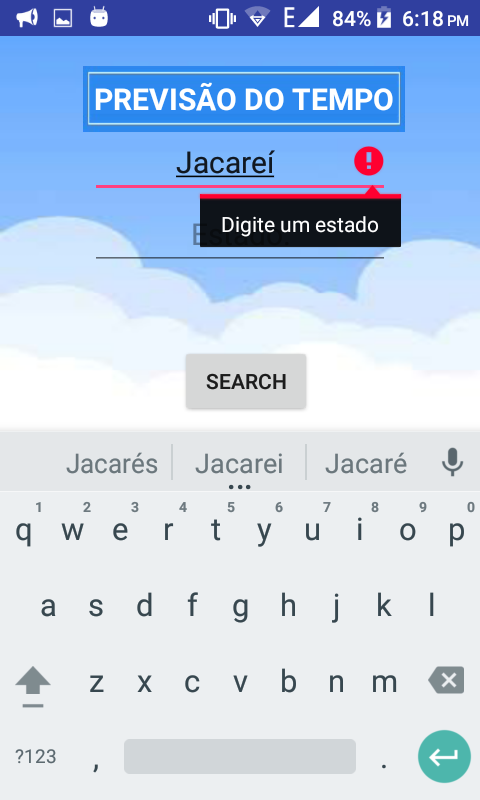 E 84% 6:18 PM
PREVISÃO DO TEMPO
Jacareí
Digite um estado
SEARCH
Jacarés Jacarei Jacaré
1 2 3 4 5 6 7 8 9 0
q w e r t y u i o p
a s d f g h j k l
z x c v b n m
?123 , .